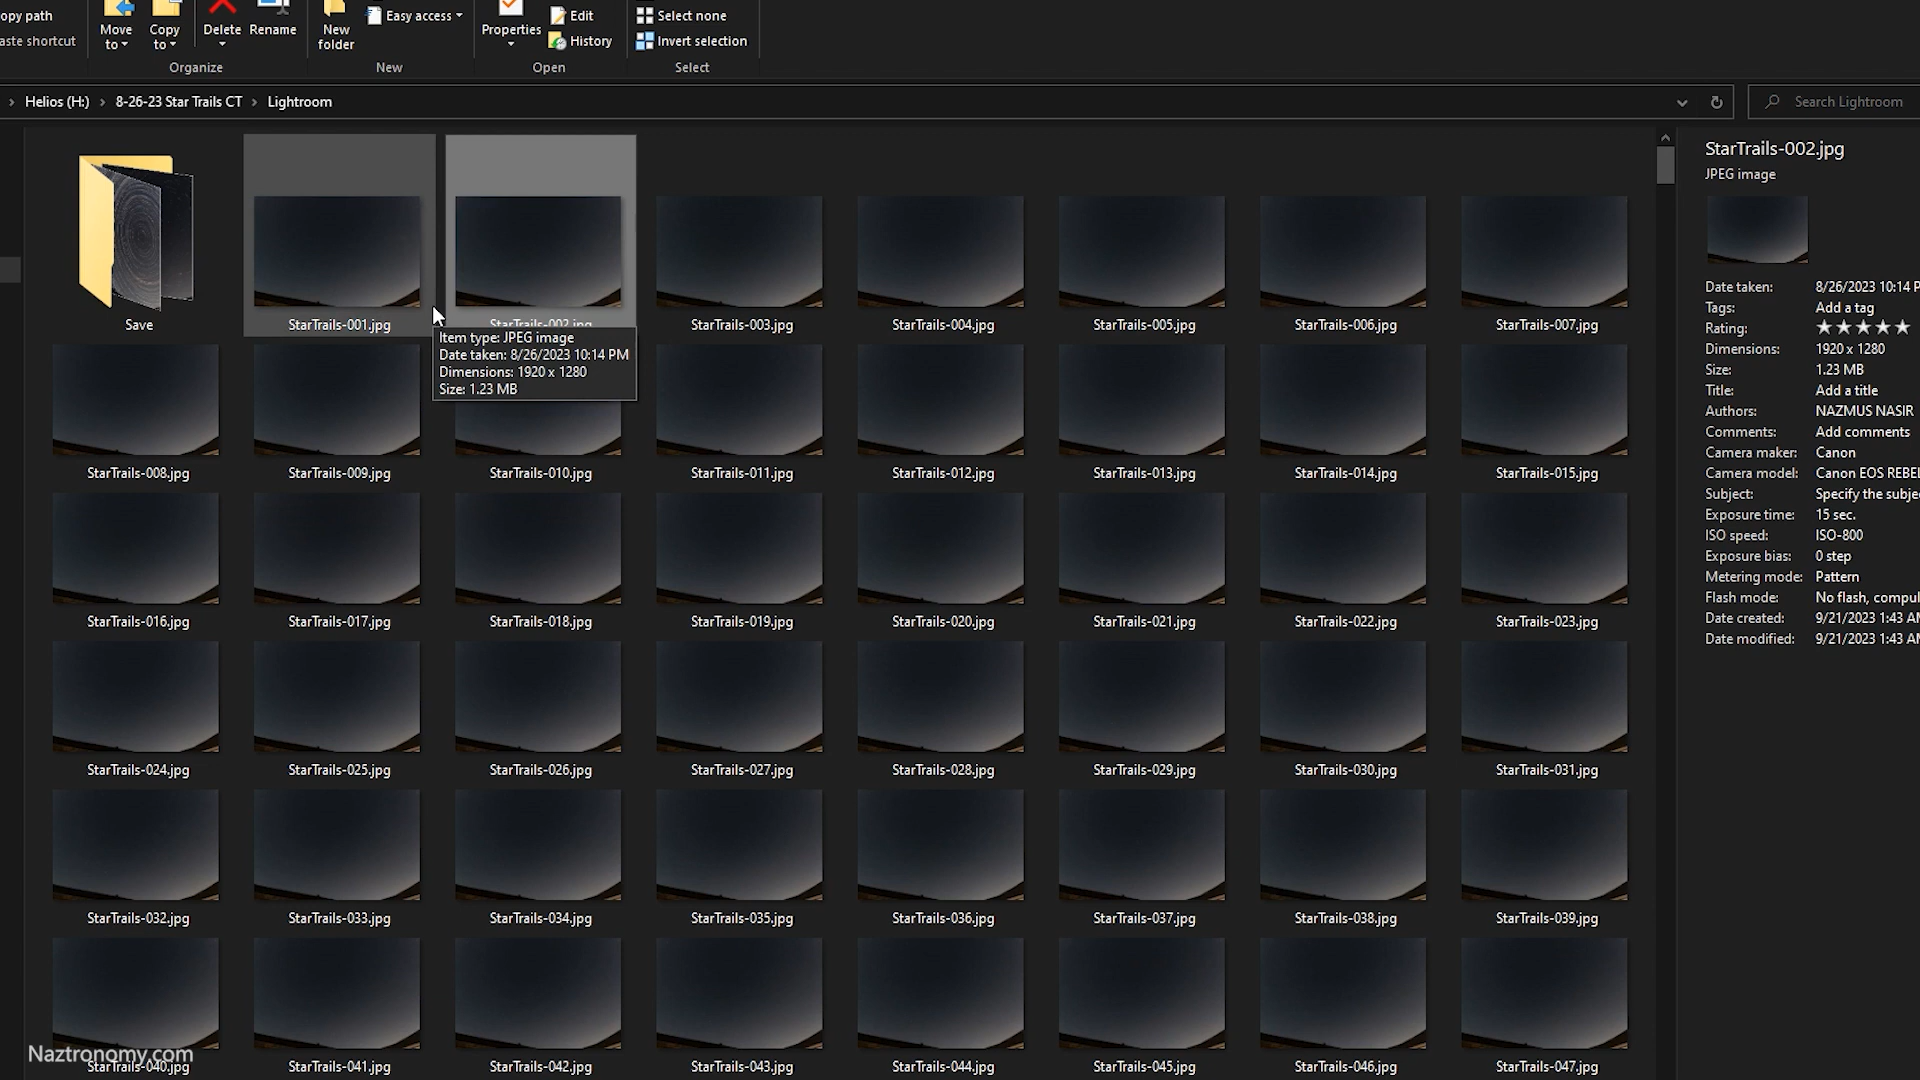 opy path
aste shortcut
Move to
Copy to
Delete
Rename
Organize
New folder
Easy access
New
Properties
Edit
History
Open
Select none
Invert selection
Select
Helios (H:) > 8-26-23 Star Trails CT > Lightroom
Search Lightroom
Save
StarTrails-001.jpg
StarTrails-002.jpg
StarTrails-003.jpg
StarTrails-004.jpg
StarTrails-005.jpg
StarTrails-006.jpg
StarTrails-007.jpg
Item type: JPEG image
Date taken: 8/26/2023 10:14 PM
Dimensions: 1920 x 1280
Size: 1.23 MB
StarTrails-008.jpg
StarTrails-009.jpg
StarTrails-010.jpg
StarTrails-011.jpg
StarTrails-012.jpg
StarTrails-013.jpg
StarTrails-014.jpg
StarTrails-015.jpg
StarTrails-016.jpg
StarTrails-017.jpg
StarTrails-018.jpg
StarTrails-019.jpg
StarTrails-020.jpg
StarTrails-021.jpg
StarTrails-022.jpg
StarTrails-023.jpg
StarTrails-024.jpg
StarTrails-025.jpg
StarTrails-026.jpg
StarTrails-027.jpg
StarTrails-028.jpg
StarTrails-029.jpg
StarTrails-030.jpg
StarTrails-031.jpg
StarTrails-032.jpg
StarTrails-033.jpg
StarTrails-034.jpg
StarTrails-035.jpg
StarTrails-036.jpg
StarTrails-037.jpg
StarTrails-038.jpg
StarTrails-039.jpg
StarTrails-040.jpg
StarTrails-041.jpg
StarTrails-042.jpg
StarTrails-043.jpg
StarTrails-044.jpg
StarTrails-045.jpg
StarTrails-046.jpg
StarTrails-047.jpg
Naztronomy.com
StarTrails-002.jpg
JPEG image
Date taken: 8/26/2023 10:14 P
Tags: Add a tag
Rating:
Dimensions: 1920 x 1280
Size: 1.23 MB
Title: Add a title
Authors: NAZMUS NASIR
Comments: Add comments
Camera maker: Canon
Camera model: Canon EOS REBEL
Subject: Specify the subje
Exposure time: 15 sec.
ISO speed: ISO-800
Exposure bias: 0 step
Metering mode: Pattern
Flash mode: No flash, compul
Date created: 9/21/2023 1:43 AM
Date modified: 9/21/2023 1:43 AM